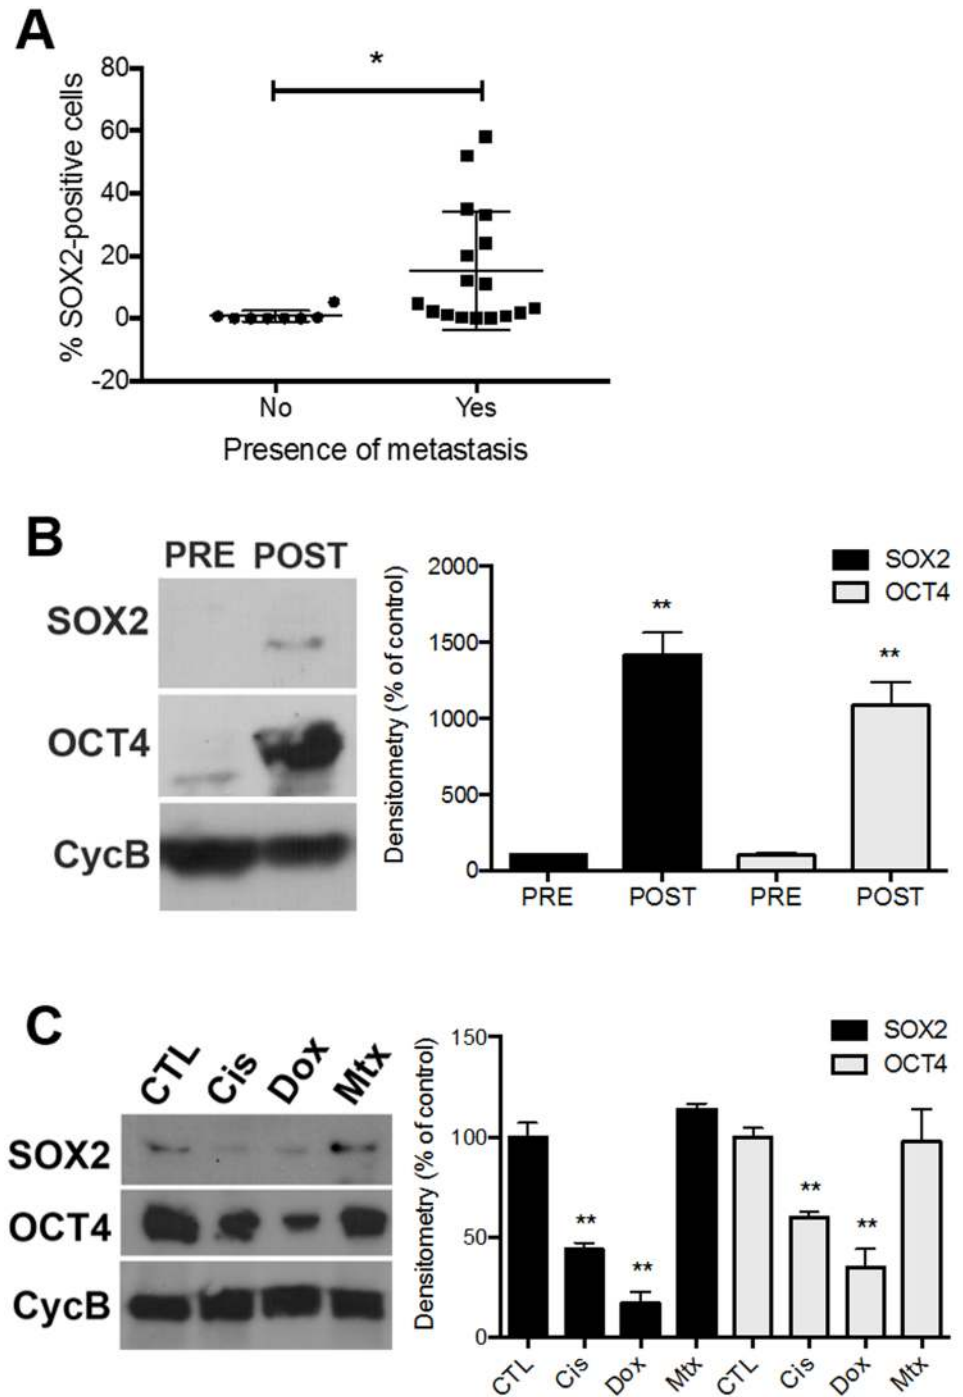 A
*
80
60
40
20
0
-20
% SOX2-positive cells
No Yes
Presence of metastasis
B
PRE POST
SOX2
OCT4
CycB
Densitometry (% of control)
2000
1500
1000
500
0
** **
SOX2
OCT4
PRE POST PRE POST
C
CTL Cis Dox Mtx
SOX2
OCT4
CycB
Densitometry (% of control)
150
100
50
0
** ** ** **
SOX2
OCT4
CTL Cis Dox Mtx CTL Cis Dox Mtx